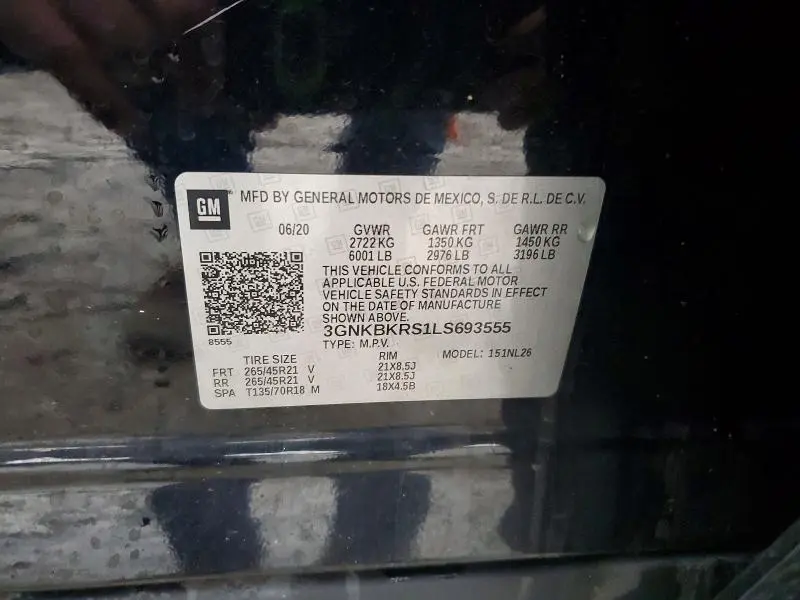 GM MFD BY GENERAL MOTORS DE MEXICO, S. DE R.L. DE C.V.
06/20 GVWR GAWR FRT GAWR RR
2722 KG 1350 KG 1450 KG
6001 LB 2976 LB 3196 LB
THIS VEHICLE CONFORMS TO ALL
APPLICABLE U.S. FEDERAL MOTOR
VEHICLE SAFETY STANDARDS IN EFFECT
ON THE DATE OF MANUFACTURE
SHOWN ABOVE.
3GNKBKRS1LS693555
8555 TYPE: M.P.V. MODEL: 151NL26
TIRE SIZE RIM
FRT 265/45R21 V 21X8.5J
RR 265/45R21 V 21X8.5J
SPA T135/70R18 M 18X4.5B